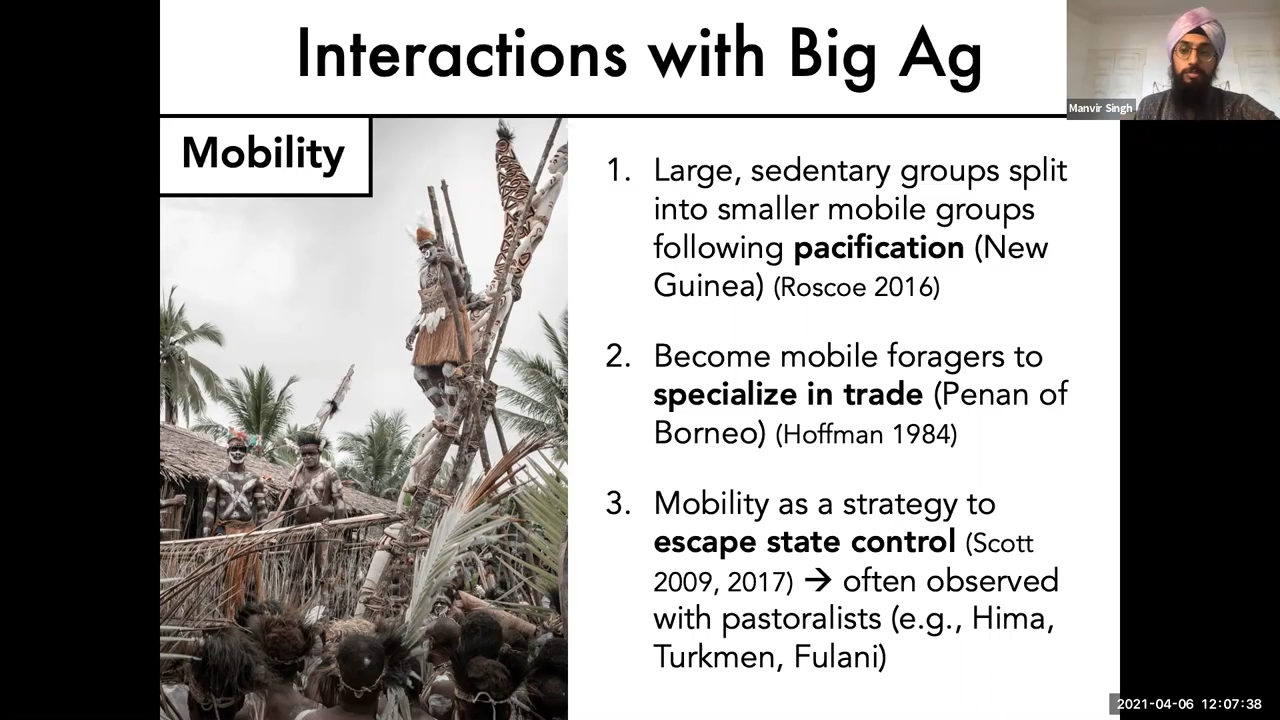 Interactions with Big Ag
Manvir Singh
Mobility
1. Large, sedentary groups split
into smaller mobile groups
following pacification (New
Guinea) (Roscoe 2016)
2. Become mobile foragers to
specialize in trade (Penan of
Borneo) (Hoffman 1984)
3. Mobility as a strategy to
escape state control (Scott
2009, 2017) → often observed
with pastoralists (e.g., Hima,
Turkmen, Fulani)
2021-04-06 12:07:38